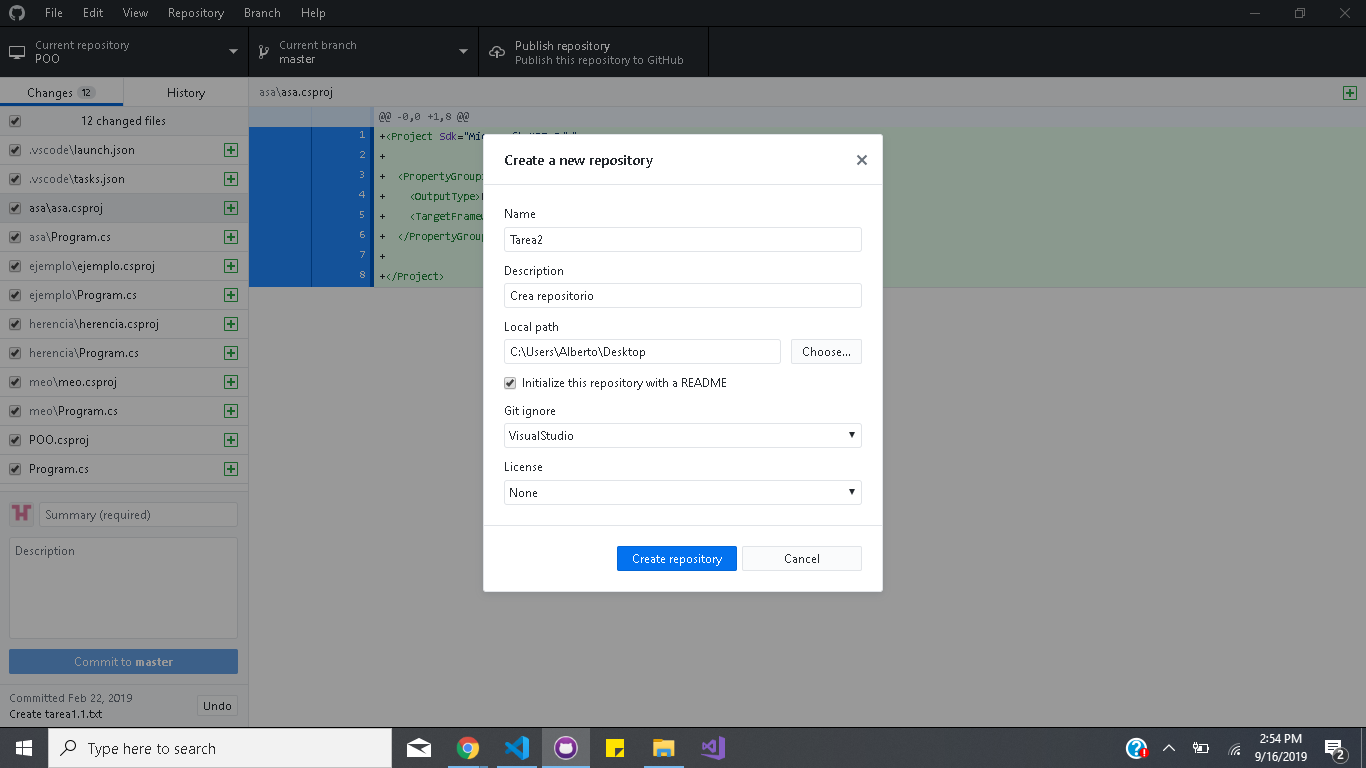 File Edit View Repository Branch Help
Current repository
POO
Current branch
master
Publish repository
Publish this repository to GitHub
Changes 12
History
asa\asa.csproj
12 changed files
.vscode\launch.json
.vscode\tasks.json
asa\asa.csproj
asa\Program.cs
ejemplo\ejemplo.csproj
ejemplo\Program.cs
herencia\herencia.csproj
herencia\Program.cs
meo\meo.csproj
meo\Program.cs
POO.csproj
Program.cs
Summary (required)
Description
Commit to master
Committed Feb 22, 2019
Create tarea1.1.txt
Undo
@@ -0,0 +1,8 @@
1 +<Project Sdk=
2 +
3 + <PropertyGroup
4 + <OutputType>
5 +
6 + </PropertyGroup
7 +
8 +</Project>
Create a new repository
Name
Tarea2
Description
Crea repositorio
Local path
C:\Users\Alberto\Desktop
Choose...
Initialize this repository with a README
Git ignore
VisualStudio
License
None
Create repository
Cancel
Type here to search
2:54 PM
9/16/2019
2